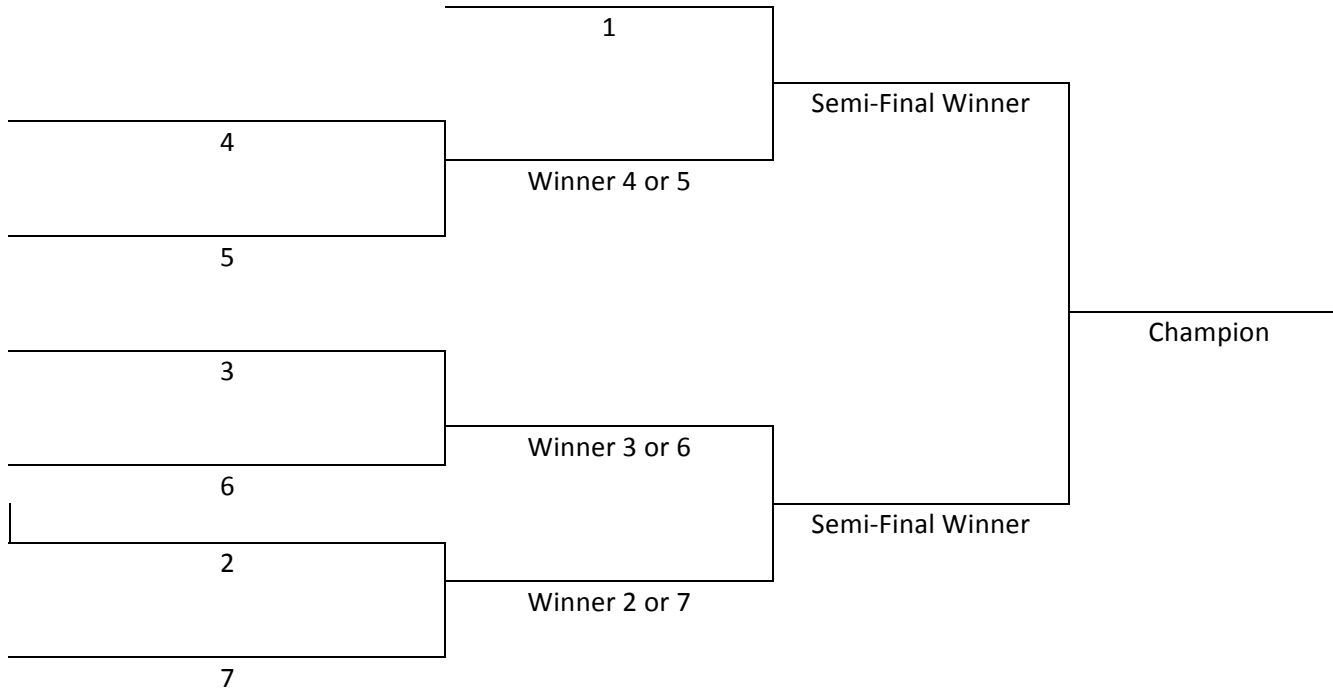 1
Semi-Final Winner
4
Winner 4 or 5
5
Champion
3
Winner 3 or 6
6
Semi-Final Winner
2
Winner 2 or 7
7